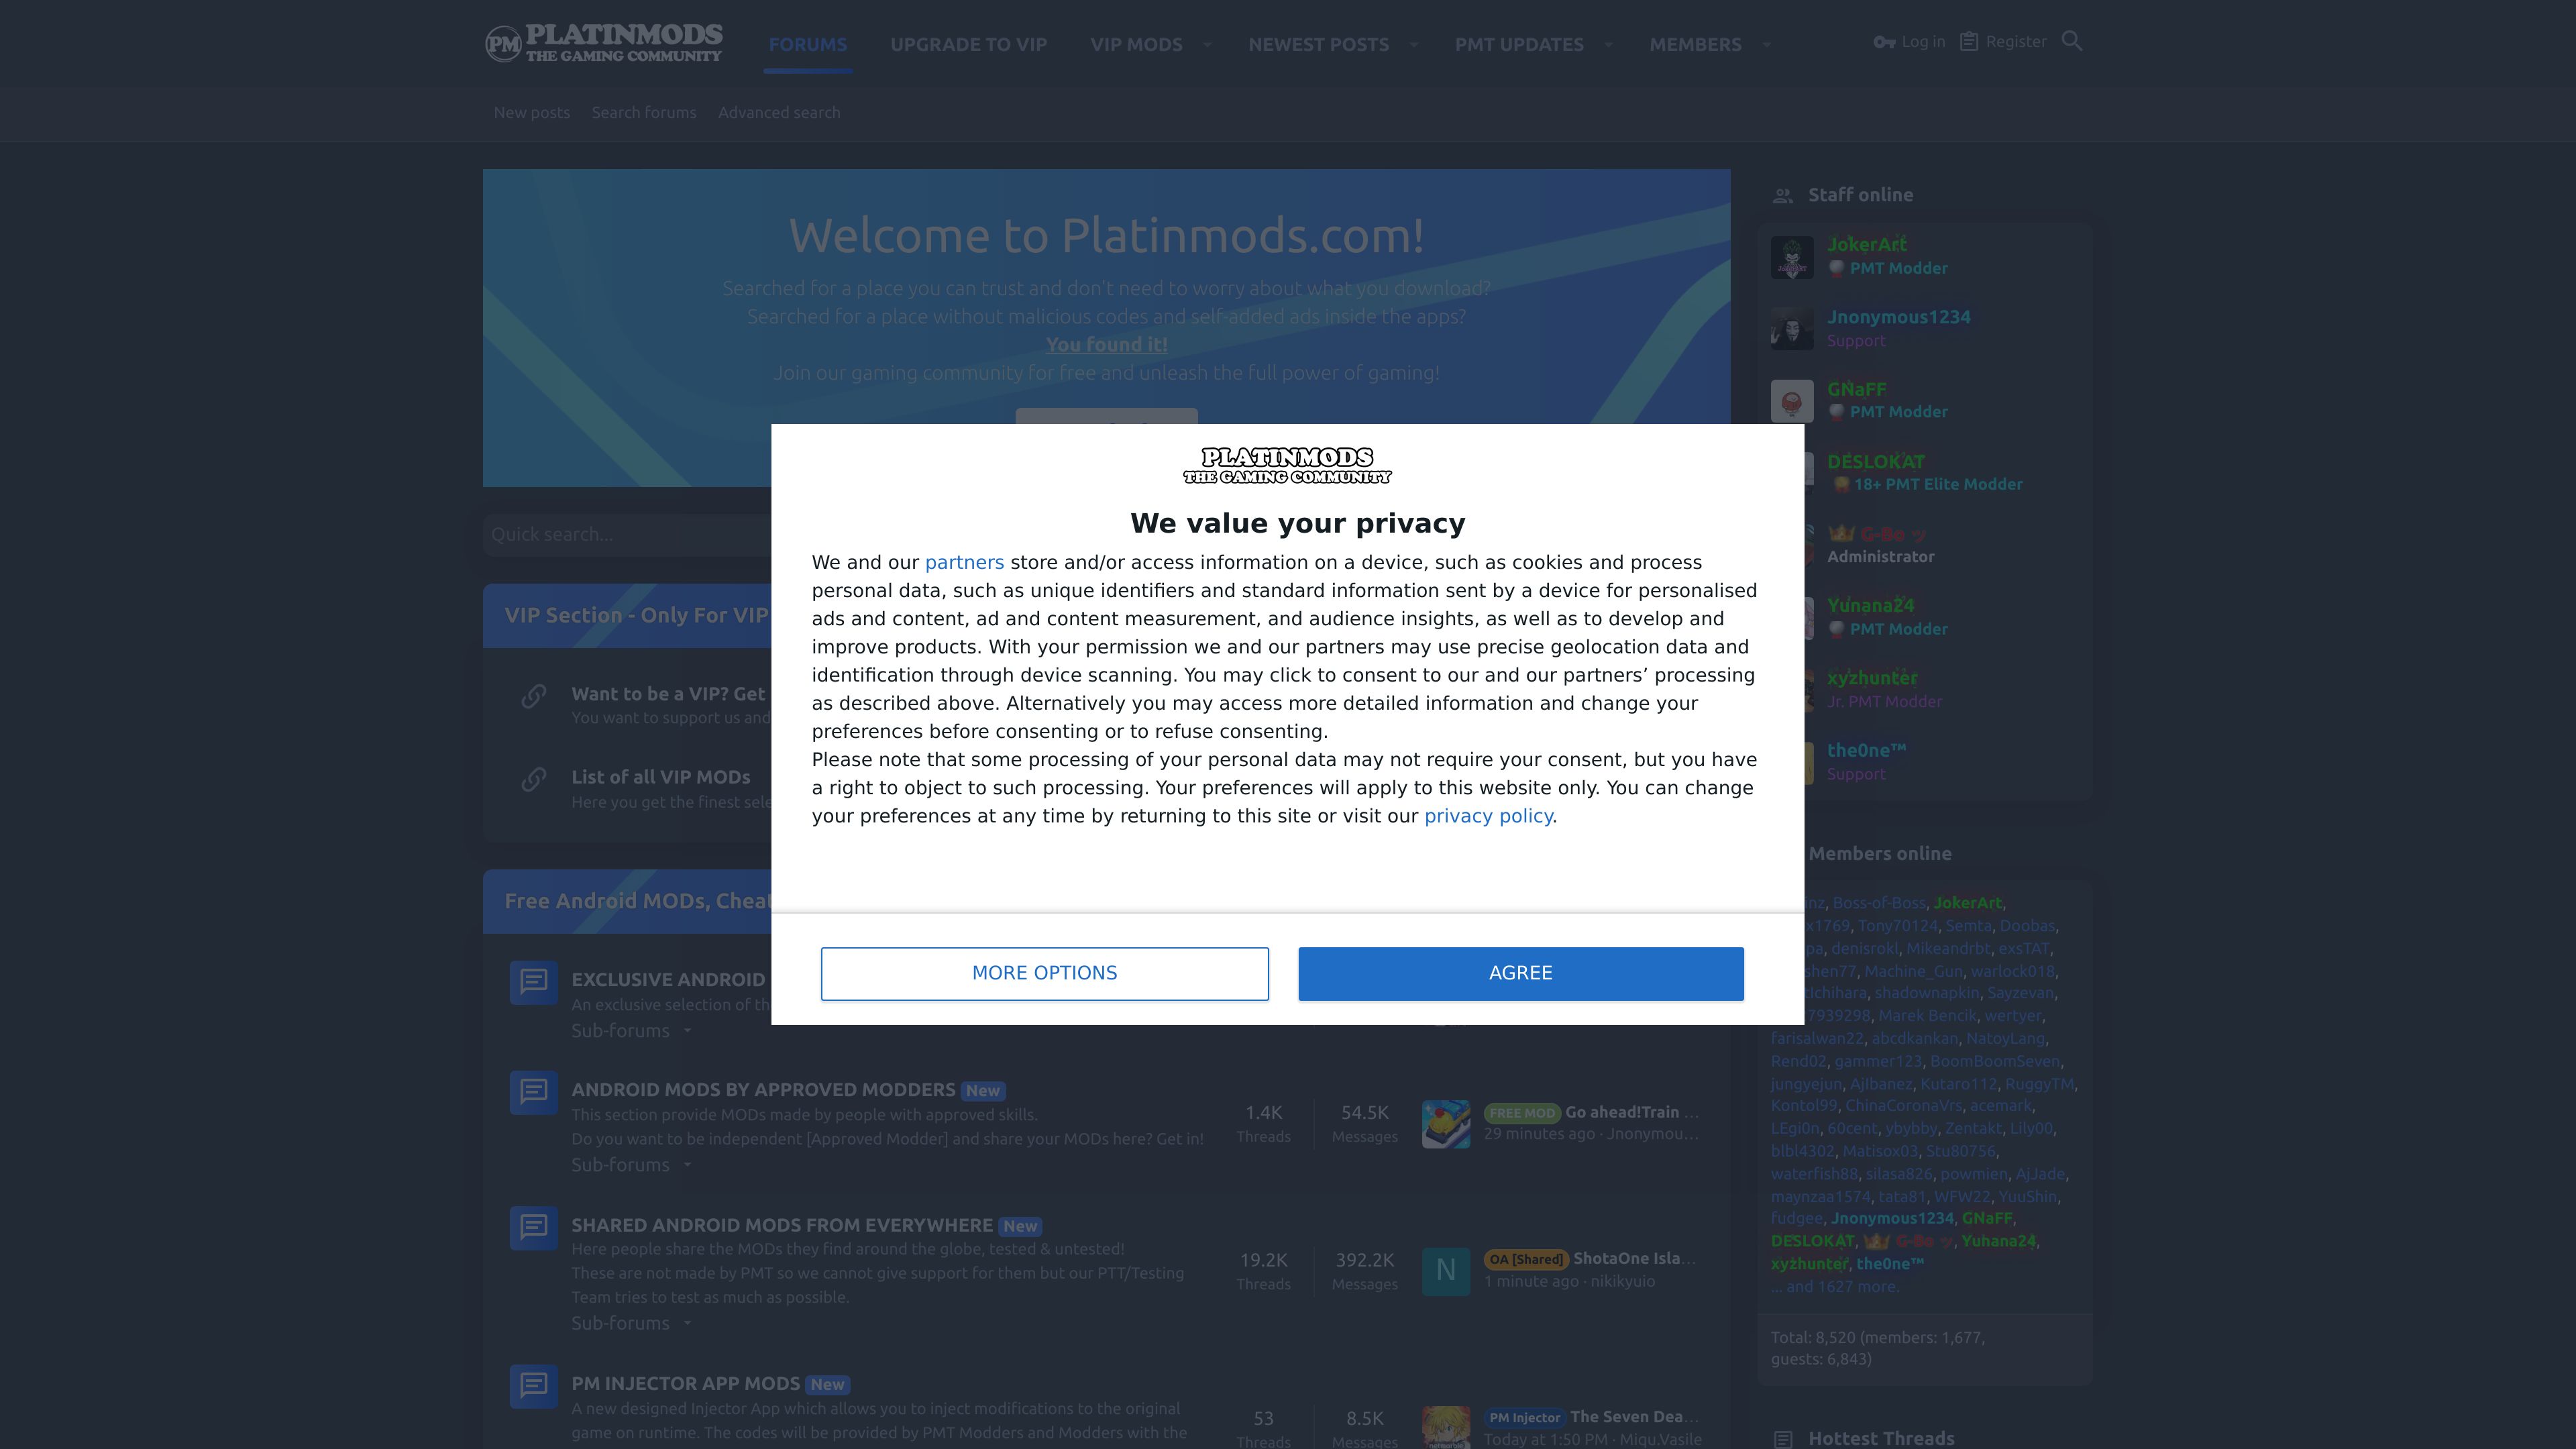 PM PLATINMODS
THE GAMING COMMUNITY
FORUMS
UPGRADE TO VIP
VIP MODS
NEWEST POSTS
PMT UPDATES
MEMBERS
Log in
Register
New posts
Search forums
Advanced search
Welcome to Platinmods.com!
Searched for a place you can trust and don't need to worry about what you download?
Searched for a place without malicious codes and self-added ads inside the apps?
You found it!
Join our gaming community for free and unleash the full power of gaming!
Quick search...
VIP Section - Only For VIP
Want to be a VIP? Get
You want to support us and
List of all VIP MODs
Here you get the finest sele
Free Android MODs, Cheat
EXCLUSIVE ANDROID
An exclusive selection of th
Sub-forums
ANDROID MODS BY APPROVED MODDERS New
This section provide MODs made by people with approved skills.
Do you want to be independent [Approved Modder] and share your MODs here? Get in!
Sub-forums
1.4K
Threads
54.5K
Messages
FREE MOD Go ahead!Train ...
29 minutes ago · Jnonymou...
SHARED ANDROID MODS FROM EVERYWHERE New
Here people share the MODs they find around the globe, tested & untested!
These are not made by PMT so we cannot give support for them but our PTT/Testing
Team tries to test as much as possible.
Sub-forums
19.2K
Threads
392.2K
Messages
N
OA [Shared] ShotaOne Isla...
1 minute ago · nikikyuio
PM INJECTOR APP MODS New
A new designed Injector App which allows you to inject modifications to the original
game on runtime. The codes will be provided by PMT Modders and Modders with the
53
Threads
8.5K
Messages
PM Injector The Seven Dea...
Today at 1:50 PM · Miqu.Vasile
PLATINMODS
THE GAMING COMMUNITY
We value your privacy
We and our partners store and/or access information on a device, such as cookies and process
personal data, such as unique identifiers and standard information sent by a device for personalised
ads and content, ad and content measurement, and audience insights, as well as to develop and
improve products. With your permission we and our partners may use precise geolocation data and
identification through device scanning. You may click to consent to our and our partners’ processing
as described above. Alternatively you may access more detailed information and change your
preferences before consenting or to refuse consenting.
Please note that some processing of your personal data may not require your consent, but you have
a right to object to such processing. Your preferences will apply to this website only. You can change
your preferences at any time by returning to this site or visit our privacy policy.
MORE OPTIONS
AGREE
Staff online
JokerArt
PMT Modder
Jnonymous1234
Support
GNaFF
PMT Modder
DESLOKAT
18+ PMT Elite Modder
G-Bo ッ
Administrator
Yuhana24
PMT Modder
xyzhunter
Jr. PMT Modder
the0ne™
Support
Members online
inz, Boss-of-Boss, JokerArt,
x1769, Tony70124, Semta, Doobas,
pa, denisrokl, Mikeandrbt, exsTAT,
shen77, Machine_Gun, warlock018,
tichihara, shadownapkin, Sayzevan,
7939298, Marek Bencik, wertyer,
farisalwan22, abcdkankan, NatoyLang,
Rend02, gammer123, BoomBoomSeven,
jungyejun, AjIbanez, Kutaro112, RuggyTM,
Kontol99, ChinaCoronaVrs, acemark,
LEgi0n, 60cent, ybybby, Zentakt, Lily00,
blbl4302, Matisox03, Stu80756,
waterfish88, silasa826, powmien, AjJade,
maynzaa1574, tata81, WFW22, YuuShin,
fudgee, Jnonymous1234, GNaFF,
DESLOKAT, G-Bo ッ, Yuhana24,
xyzhunter, the0ne™
... and 1627 more.
Total: 8,520 (members: 1,677,
guests: 6,843)
Hottest Threads